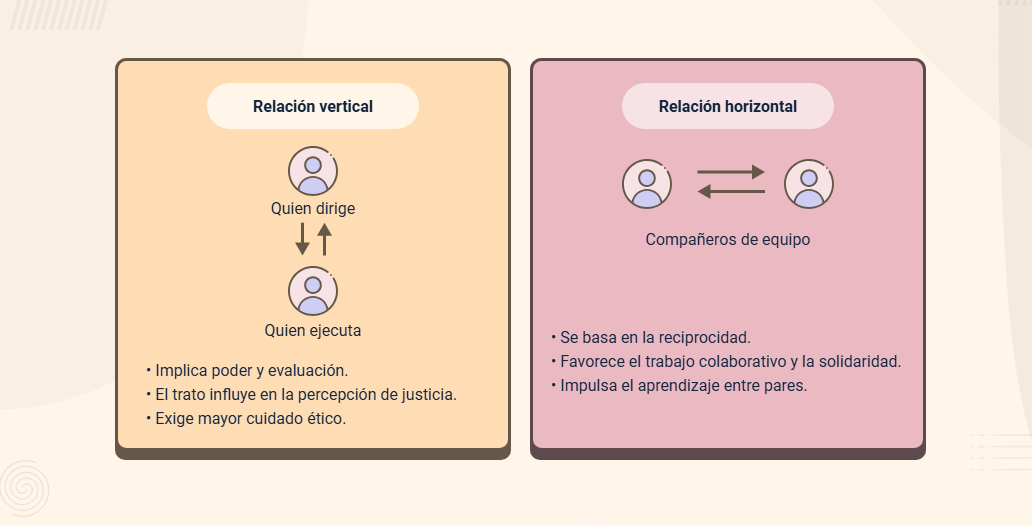 Relación vertical
Quien dirige
Quien ejecuta
• Implica poder y evaluación.
• El trato influye en la percepción de justicia.
• Exige mayor cuidado ético.
Relación horizontal
Compañeros de equipo
• Se basa en la reciprocidad.
• Favorece el trabajo colaborativo y la solidaridad.
• Impulsa el aprendizaje entre pares.